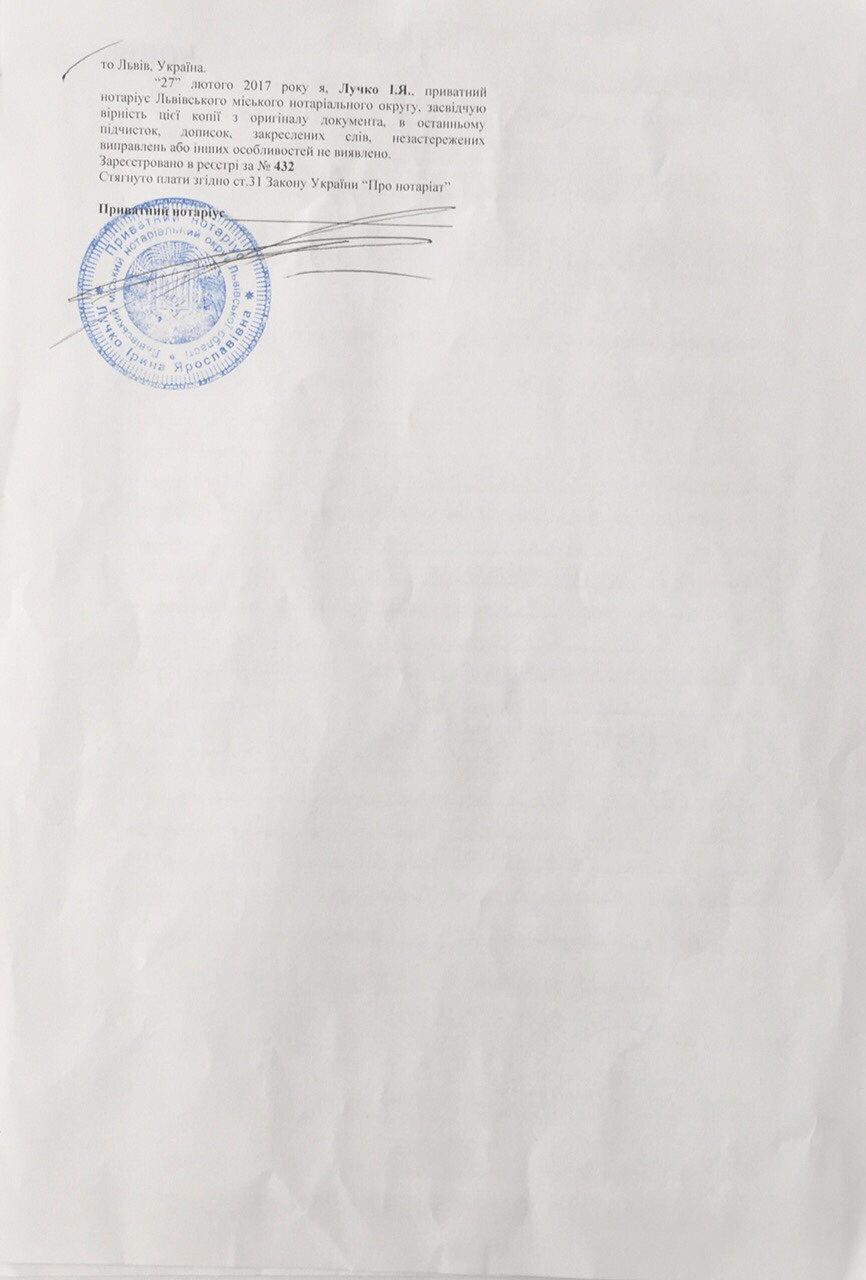 то Львів, Україна.
“27” лютого 2017 року я, Лучко І.Я., приватний
нотаріус Львівського міського нотаріального округу, засвідчую
вірність цієї копії з оригіналу документа, в останньому
підчисток, дописок, закреслених слів, незастережених
виправлень або інших особливостей не виявлено.
Зареєстровано в реєстрі за № 432
Стягнуто плати згідно ст.31 Закону України “Про нотаріат”
Приватний нотаріус
Приватний нотаріус
Лучко Ірина Ярославівна
Львівський міський нотаріальний округ Львівської області